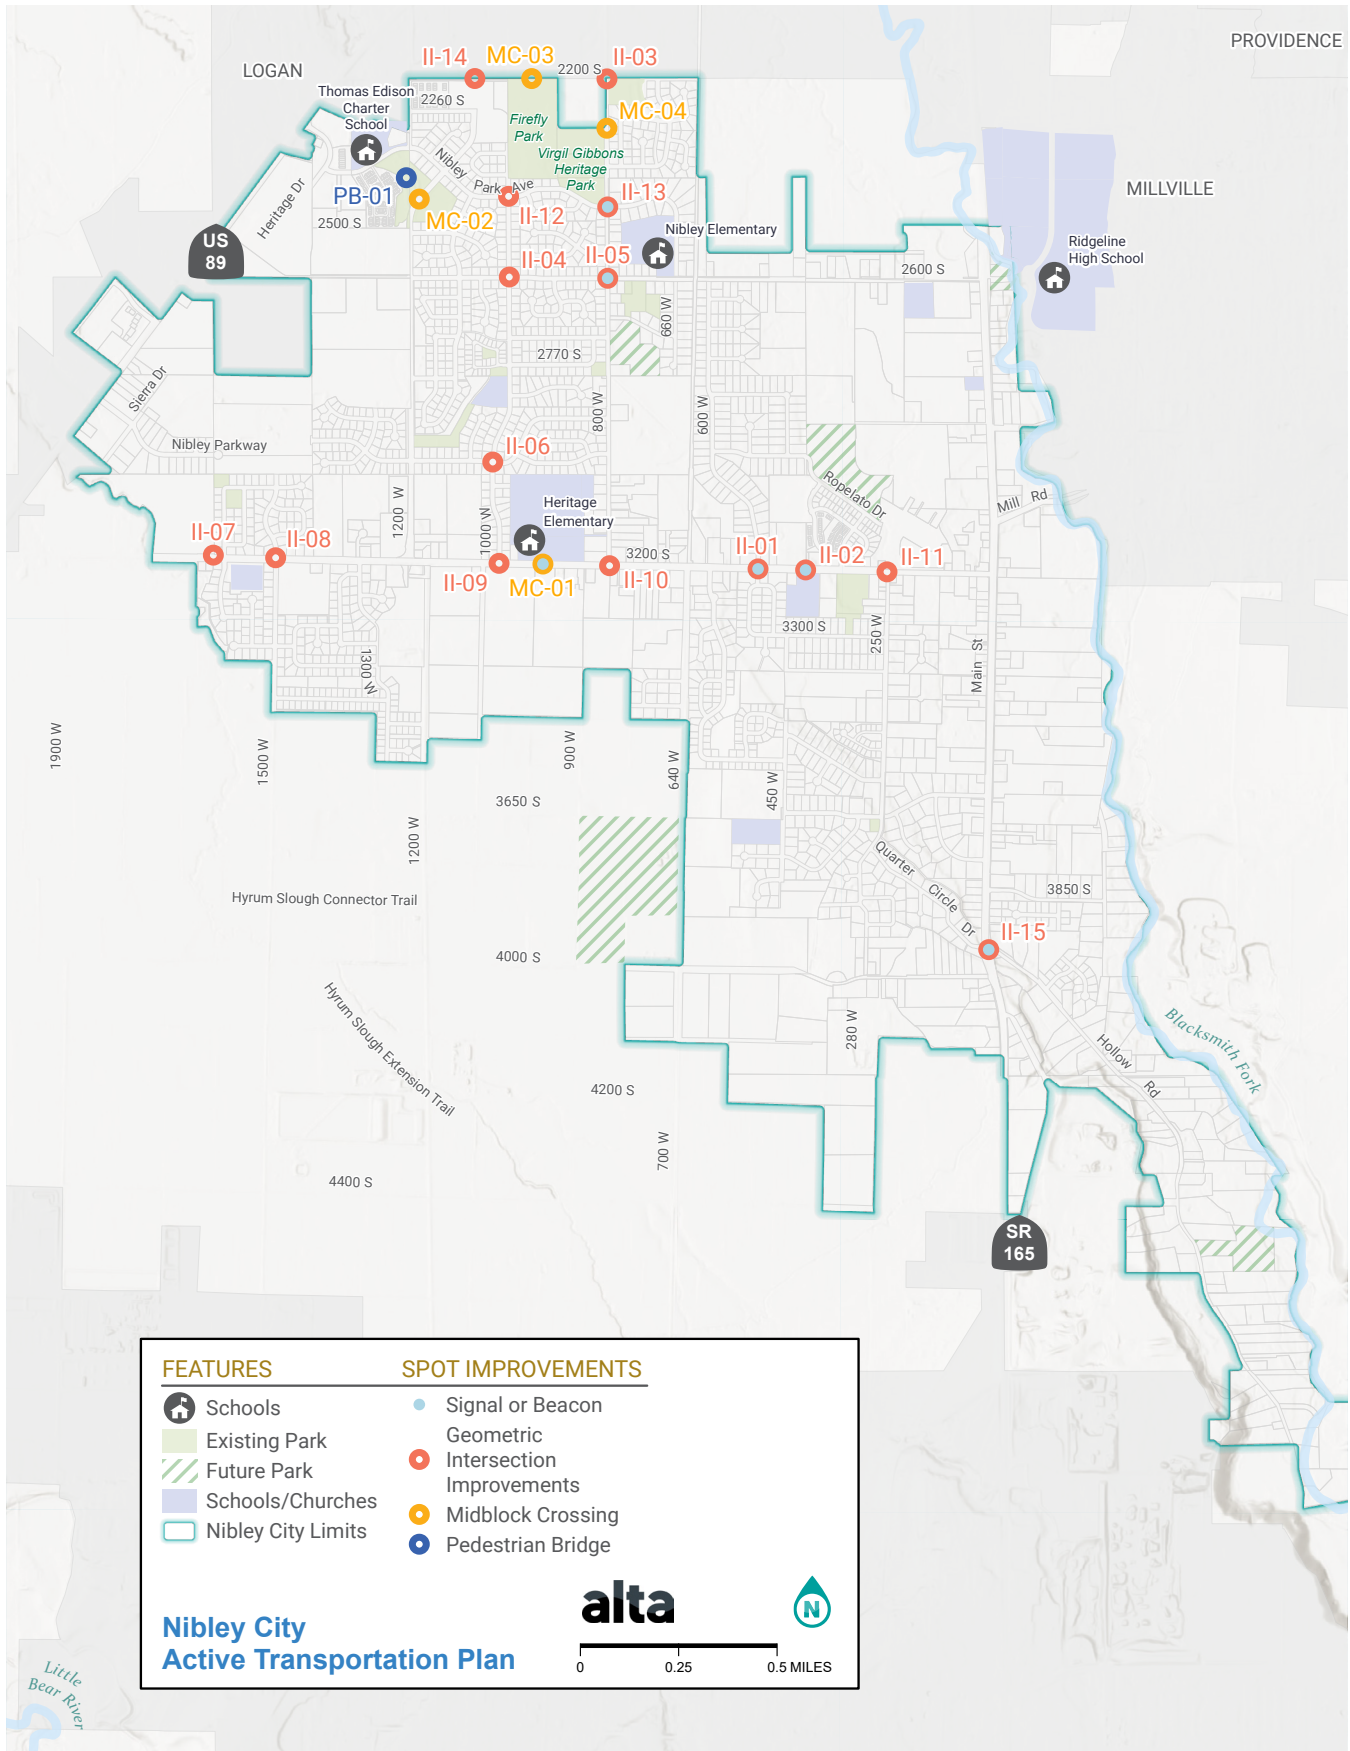 PROVIDENCE
LOGAN
II-14
MC-03
2200 S
II-03
Thomas Edison
Charter
School
2260 S
Firefly
Park
MC-04
Nibley
Park Ave
Virgil Gibbons
Heritage
Park
MILLVILLE
PB-01
MC-02
II-12
II-13
Heritage Dr
2500 S
Nibley Elementary
US
89
Ridgeline
High School
II-04
II-05
2600 S
660 W
2770 S
Sierra Dr
800 W
600 W
Nibley Parkway
II-06
Ropelato Dr
Mill Rd
1200 W
1000 W
Heritage
Elementary
II-07
II-08
II-09
MC-01
II-10
3200 S
II-01
II-02
II-11
3300 S
250 W
1300 W
Main St
1900 W
1500 W
900 W
640 W
450 W
3650 S
1200 W
Quarter Circle Dr
3850 S
Hyrum Slough Connector Trail
II-15
4000 S
Hyrum Slough Extension Trail
280 W
Hollow Rd
Blacksmith Fork
4200 S
700 W
4400 S
SR
165
FEATURES
Schools
Existing Park
Future Park
Schools/Churches
Nibley City Limits
SPOT IMPROVEMENTS
Signal or Beacon
Geometric
Intersection
Improvements
Midblock Crossing
Pedestrian Bridge
Nibley City
Active Transportation Plan
alta
N
0 0.25 0.5 MILES
Little
Bear River